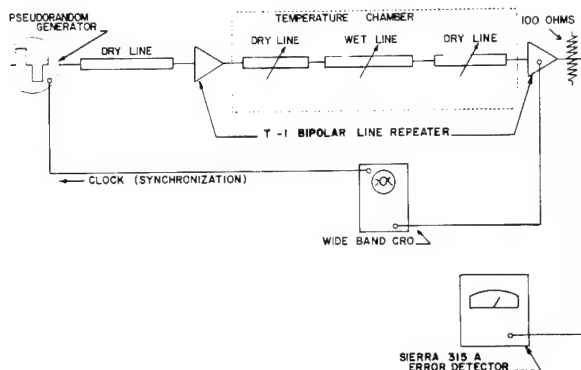 TEMPERATURE CHAMBER
100 OHMS
PSEUDORANDOM
GENERATOR
DRY LINE
DRY LINE
WET LINE
DRY LINE
T-1 BIPOLAR LINE REPEATER
CLOCK (SYNCHRONIZATION)
WIDE BAND CRO
SIERRA 315 A
ERROR DETECTOR